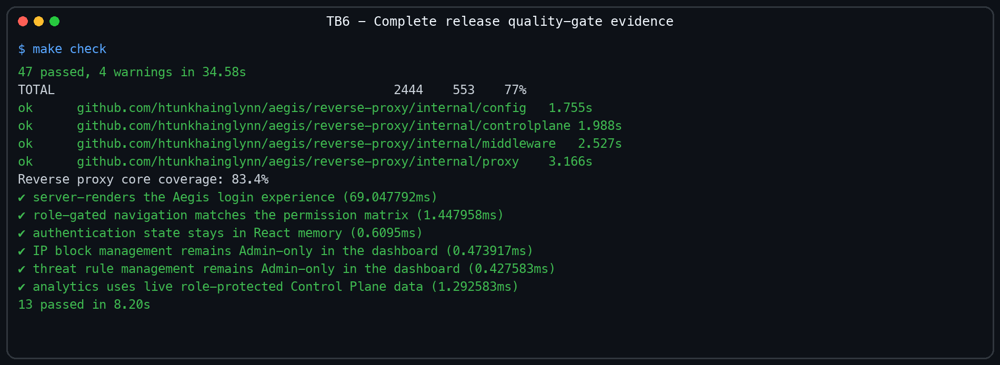 TB6 – Complete release quality-gate evidence
$ make check
47 passed, 4 warnings in 34.58s
TOTAL                                              2444    553    77%
ok      github.com/htunkhainglynn/aegis/reverse-proxy/internal/config   1.755s
ok      github.com/htunkhainglynn/aegis/reverse-proxy/internal/controlplane 1.988s
ok      github.com/htunkhainglynn/aegis/reverse-proxy/internal/middleware   2.527s
ok      github.com/htunkhainglynn/aegis/reverse-proxy/internal/proxy    3.166s
Reverse proxy core coverage: 83.4%
✔ server-renders the Aegis login experience (69.047792ms)
✔ role-gated navigation matches the permission matrix (1.447958ms)
✔ authentication state stays in React memory (0.6095ms)
✔ IP block management remains Admin-only in the dashboard (0.473917ms)
✔ threat rule management remains Admin-only in the dashboard (0.427583ms)
✔ analytics uses live role-protected Control Plane data (1.292583ms)
13 passed in 8.20s